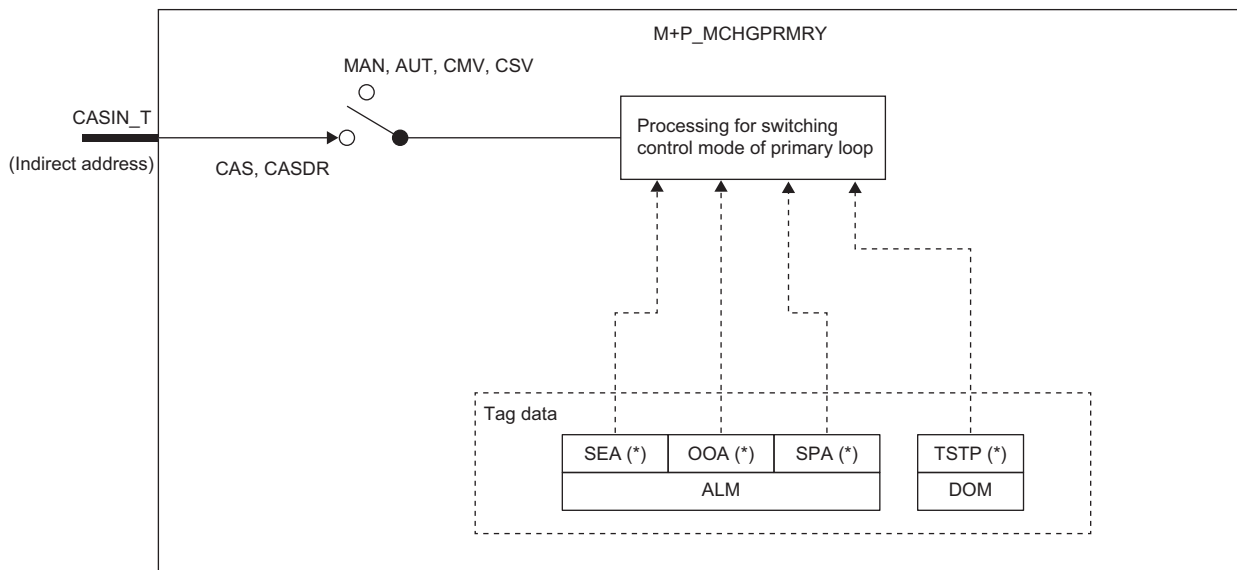 M+P_MCHGPRMRY
MAN, AUT, CMV, CSV
CASIN_T
(Indirect address)
CAS, CASDR
Processing for switching
control mode of primary loop
Tag data
SEA (*)
OOA (*)
SPA (*)
TSTP (*)
ALM
DOM